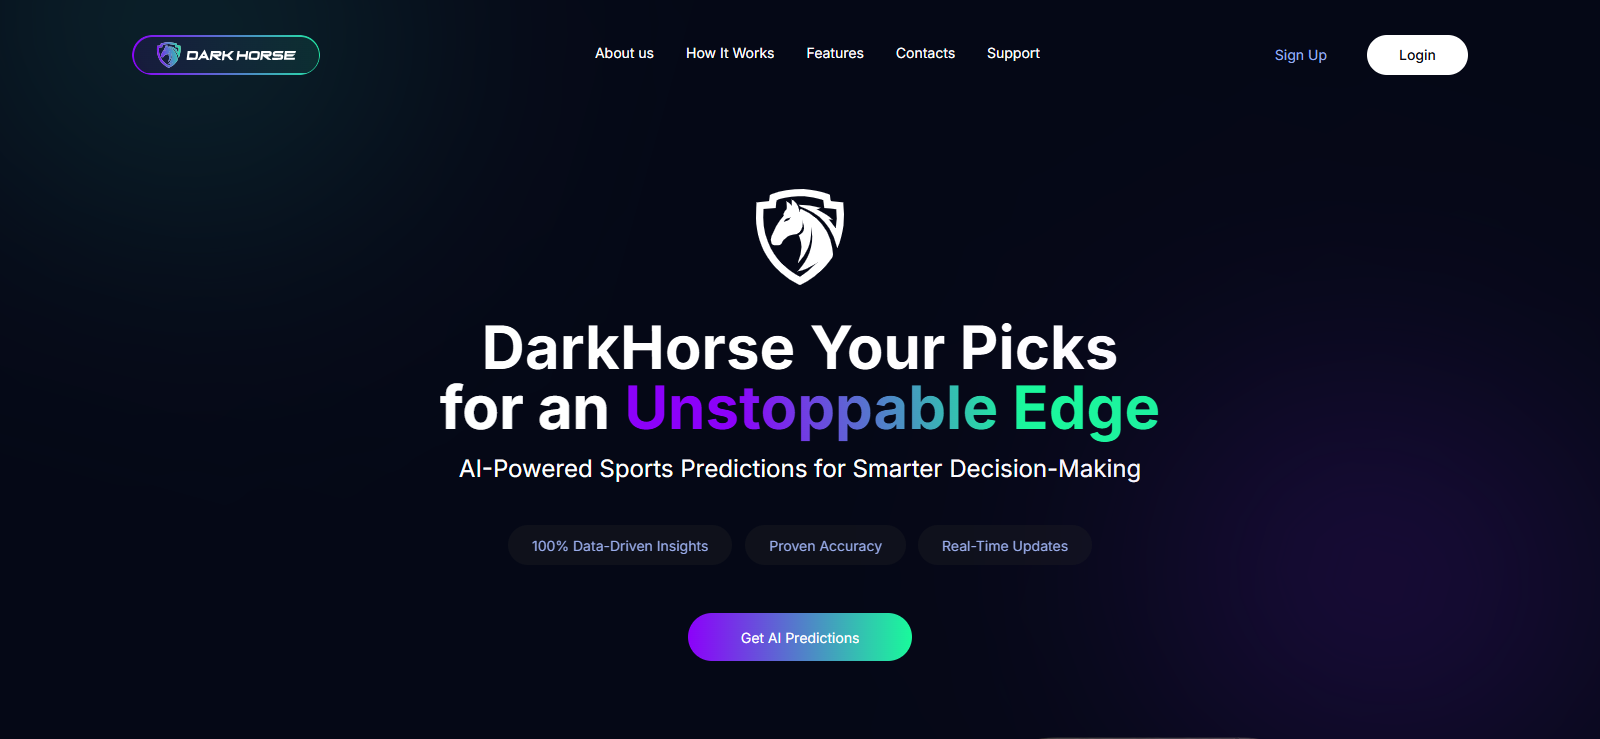 DARK HORSE
About us
How It Works
Features
Contacts
Support
Sign Up
Login
DarkHorse Your Picks
for an Unstoppable Edge
AI-Powered Sports Predictions for Smarter Decision-Making
100% Data-Driven Insights
Proven Accuracy
Real-Time Updates
Get AI Predictions